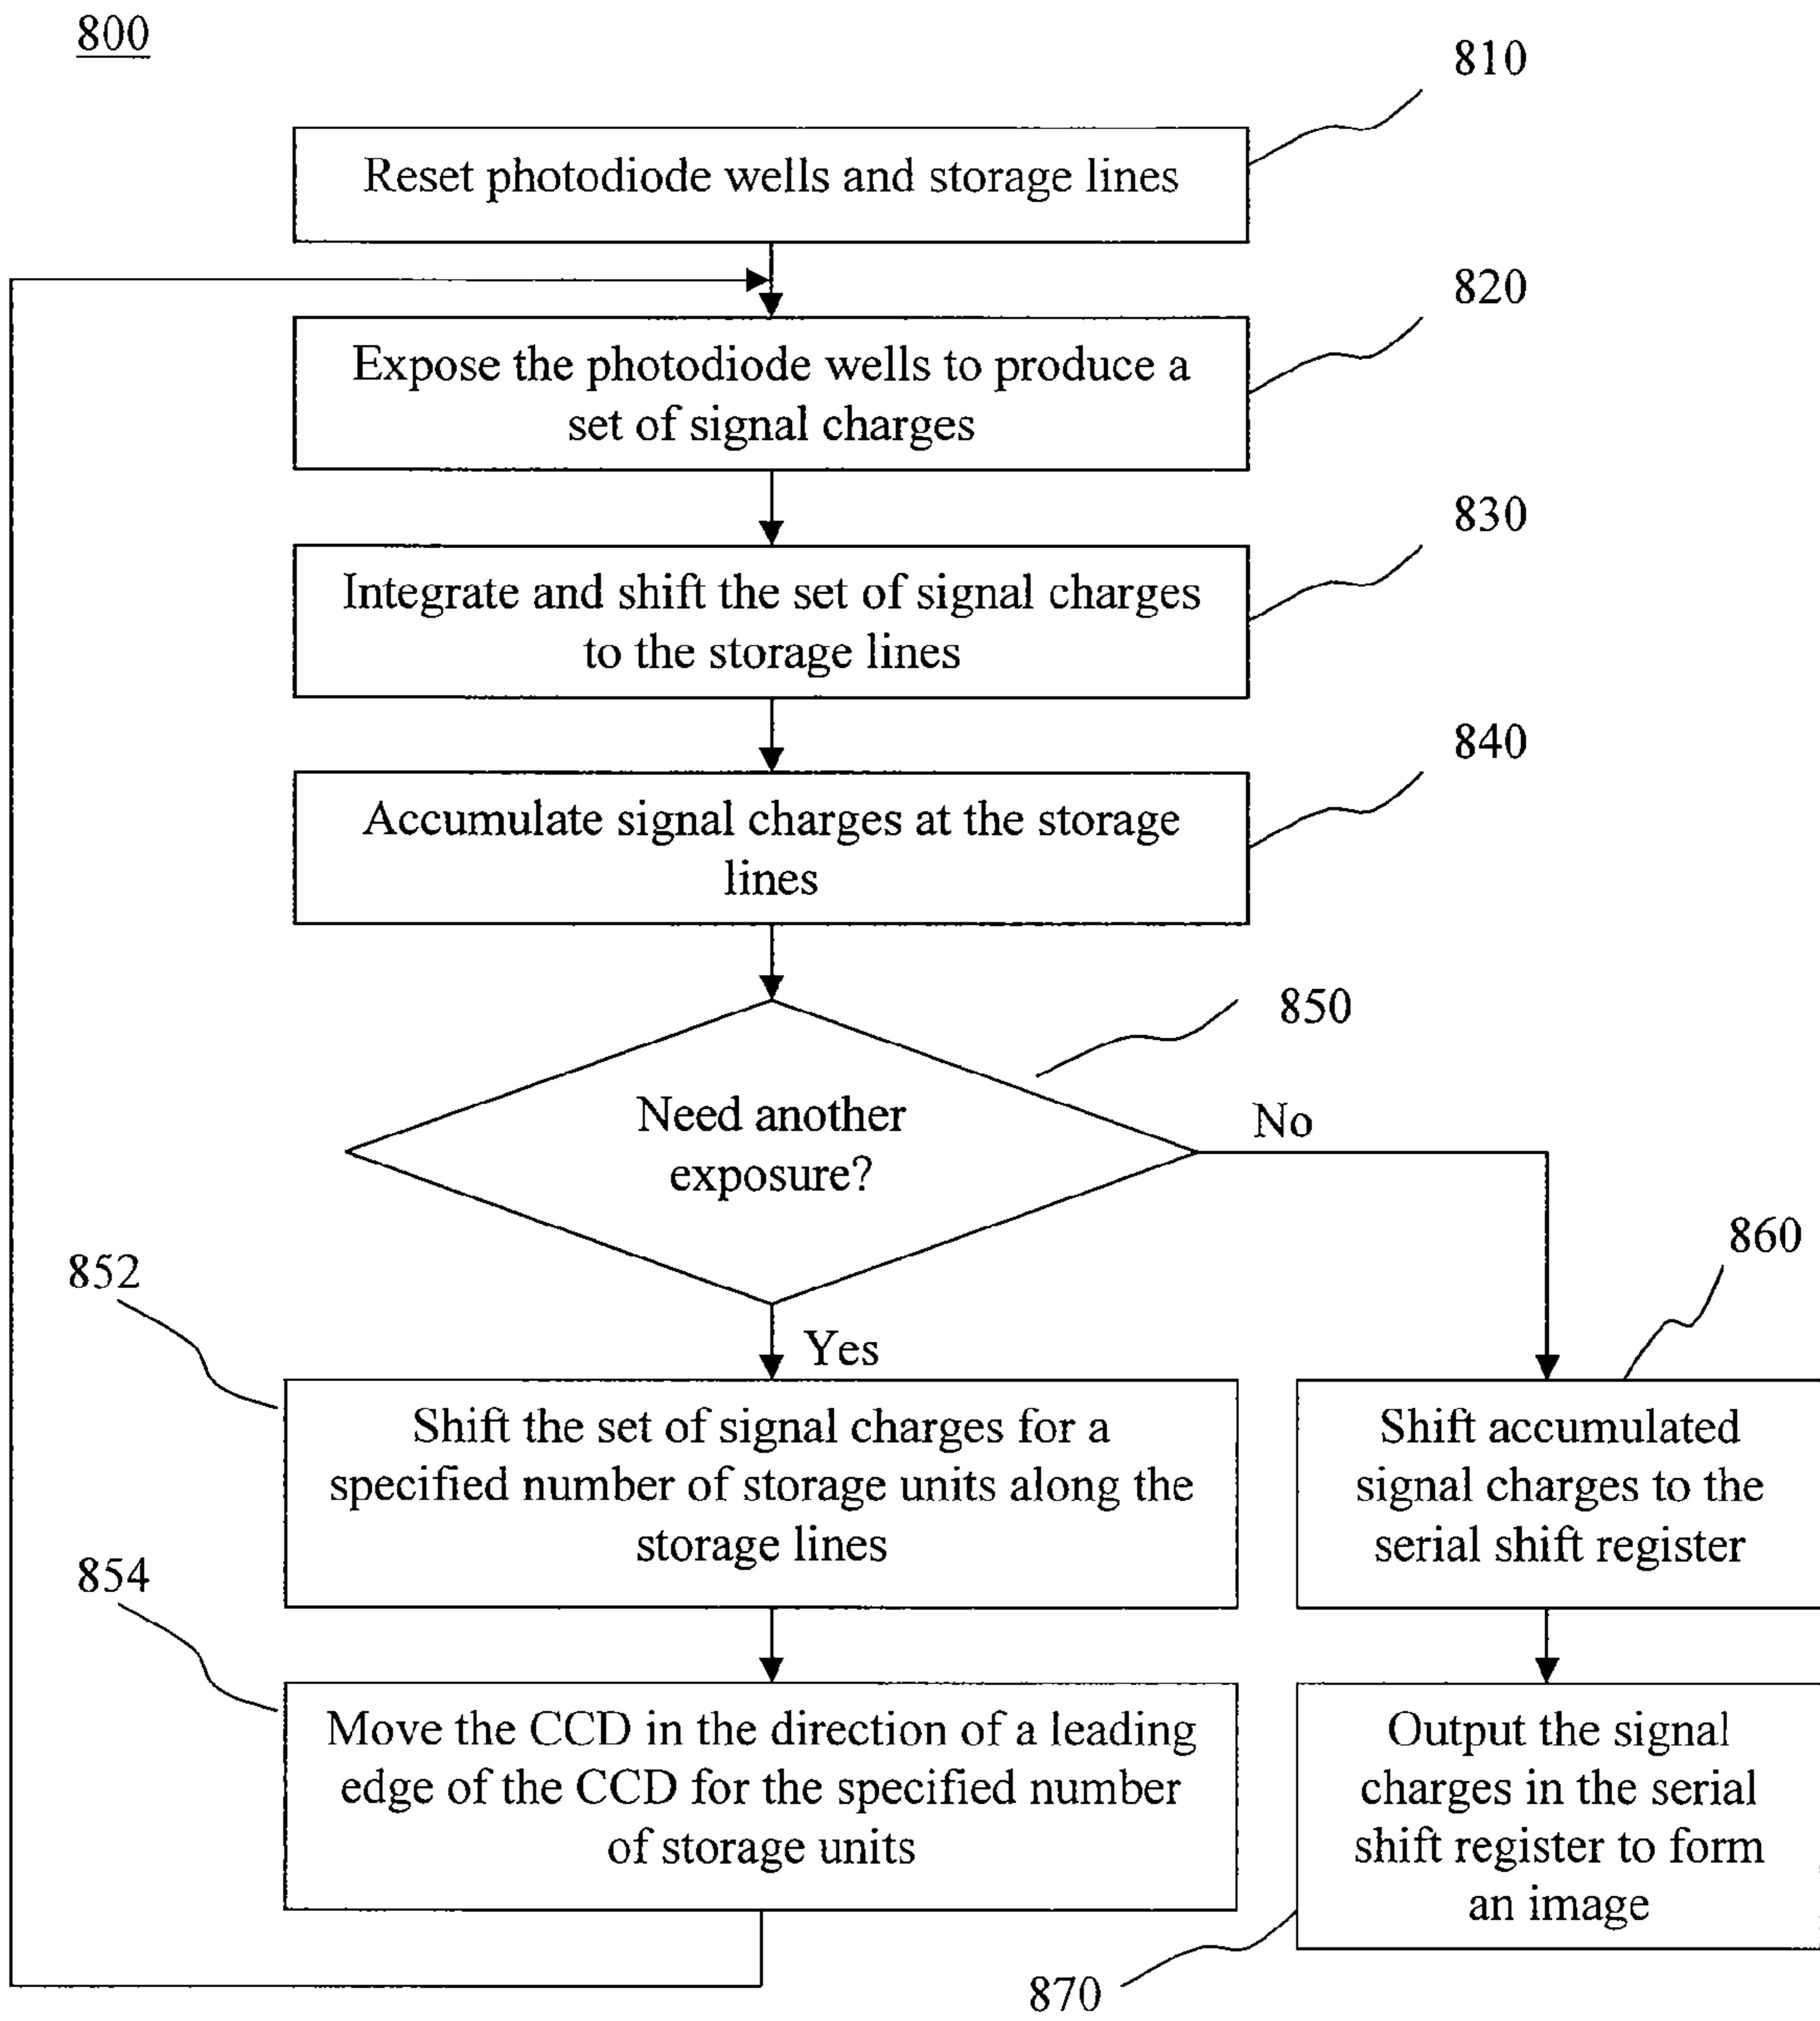 800
810
Reset photodiode wells and storage lines
820
Expose the photodiode wells to produce a
set of signal charges
830
Integrate and shift the set of signal charges
to the storage lines
840
Accumulate signal charges at the storage
lines
850
Need another
exposure?
No
Yes
852
Shift the set of signal charges for a
specified number of storage units along the
storage lines
854
Move the CCD in the direction of a leading
edge of the CCD for the specified number
of storage units
860
Shift accumulated
signal charges to the
serial shift register
Output the signal
charges in the serial
shift register to form
an image
870